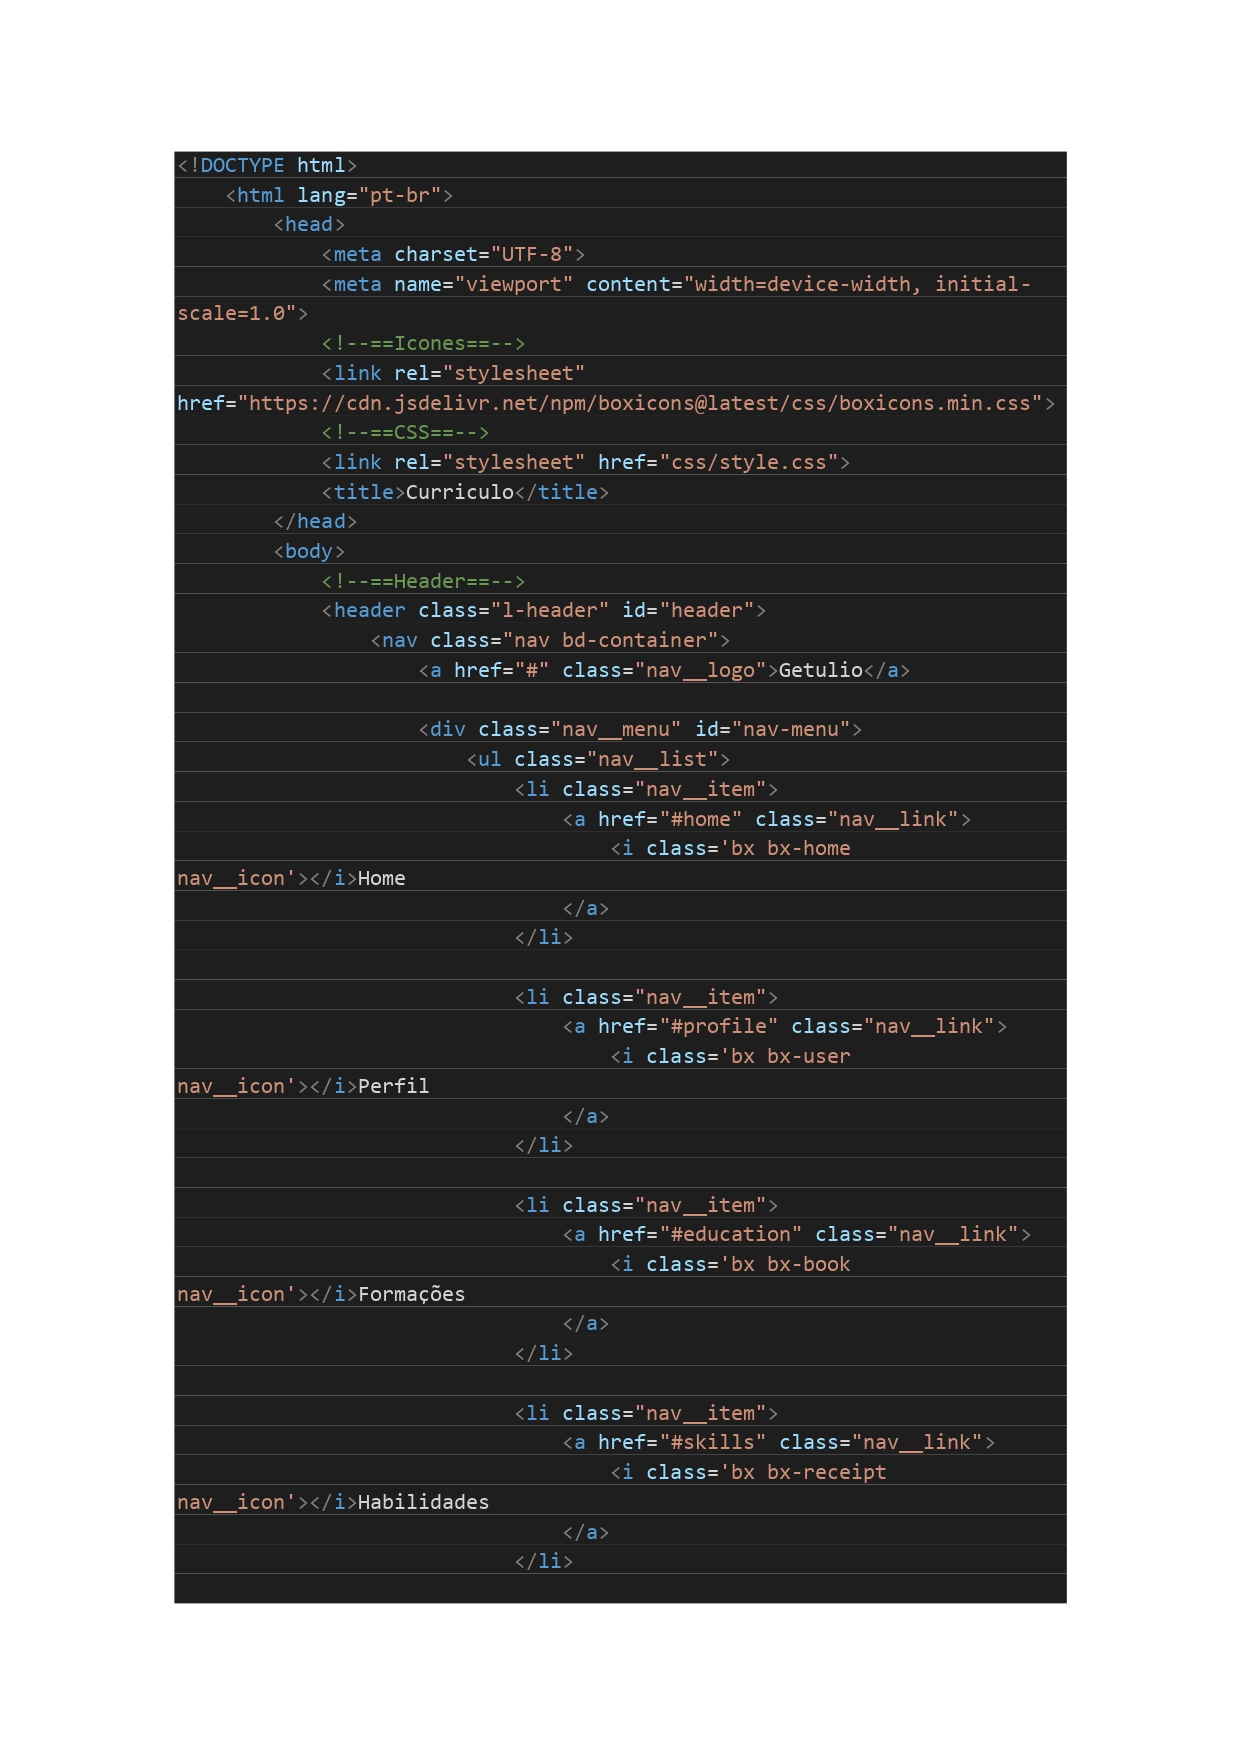 <!DOCTYPE html>
    <html lang="pt-br">
        <head>
            <meta charset="UTF-8">
            <meta name="viewport" content="width=device-width, initial-
scale=1.0">
            <!--==Icones==-->
            <link rel="stylesheet"
href="https://cdn.jsdelivr.net/npm/boxicons@latest/css/boxicons.min.css">
            <!--==CSS==-->
            <link rel="stylesheet" href="css/style.css">
            <title>Curriculo</title>
        </head>
        <body>
            <!--==Header==-->
            <header class="l-header" id="header">
                <nav class="nav bd-container">
                    <a href="#" class="nav__logo">Getulio</a>

                    <div class="nav__menu" id="nav-menu">
                        <ul class="nav__list">
                            <li class="nav__item">
                                <a href="#home" class="nav__link">
                                    <i class='bx bx-home
nav__icon'></i>Home
                                </a>
                            </li>

                            <li class="nav__item">
                                <a href="#profile" class="nav__link">
                                    <i class='bx bx-user
nav__icon'></i>Perfil
                                </a>
                            </li>

                            <li class="nav__item">
                                <a href="#education" class="nav__link">
                                    <i class='bx bx-book
nav__icon'></i>Formações
                                </a>
                            </li>

                            <li class="nav__item">
                                <a href="#skills" class="nav__link">
                                    <i class='bx bx-receipt
nav__icon'></i>Habilidades
                                </a>
                            </li>